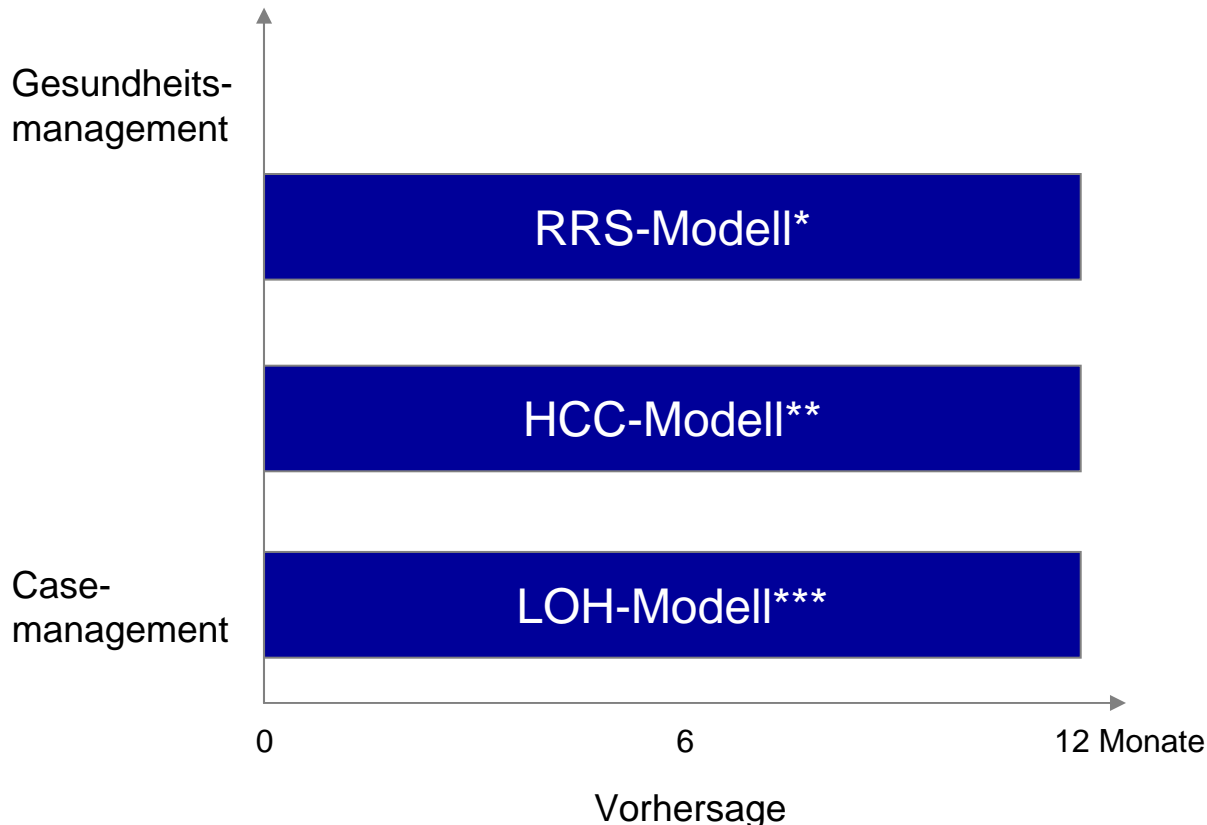 Gesundheits-
management
RRS-Modell*
HCC-Modell**
Case-
management
LOH-Modell***
0
6
12 Monate
Vorhersage